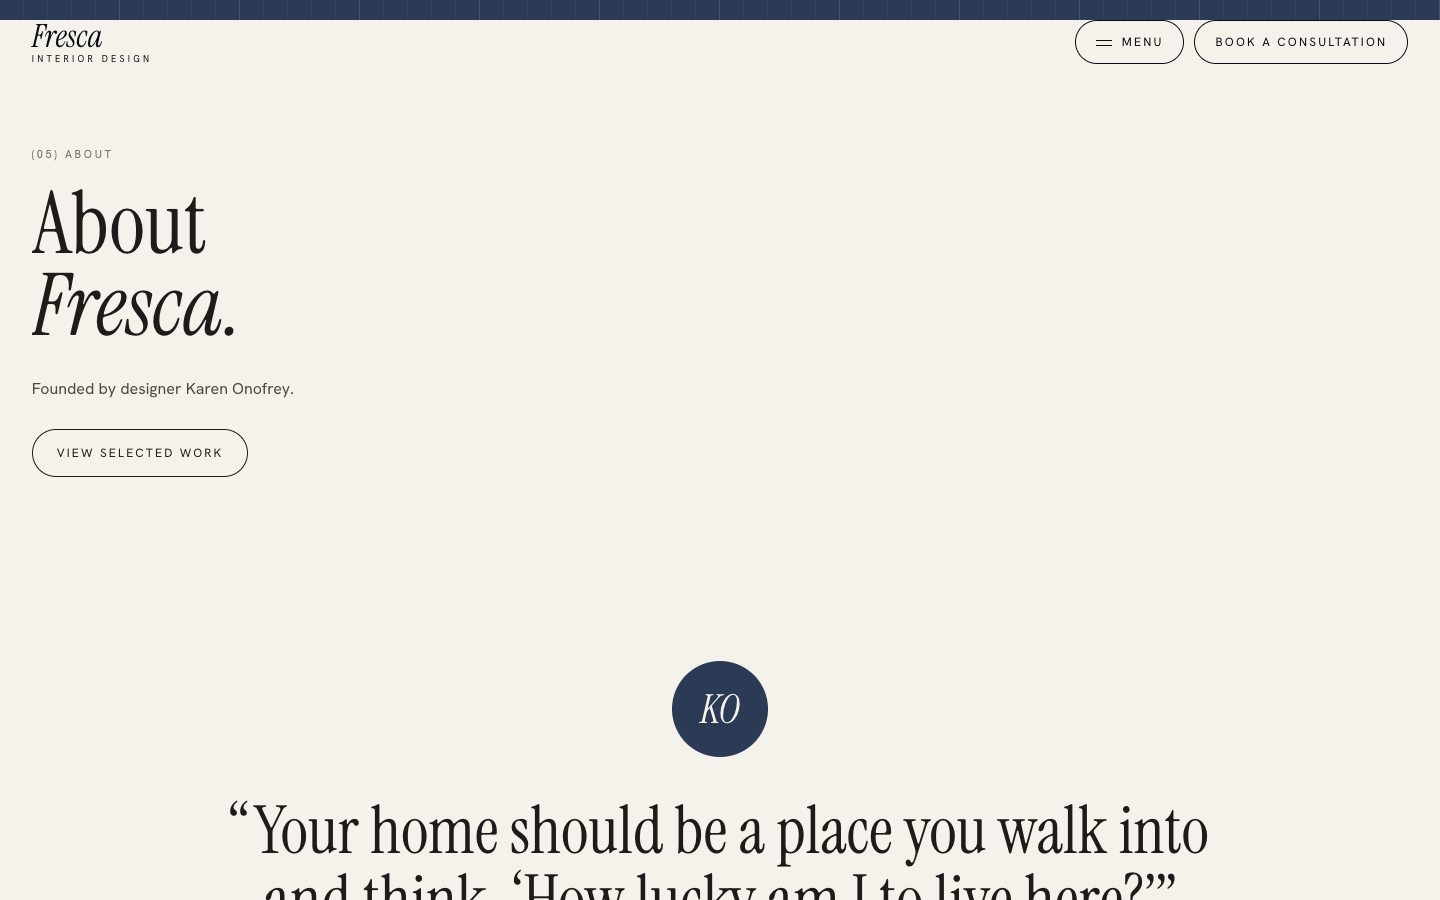 Fresca
INTERIOR DESIGN
MENU
BOOK A CONSULTATION
(05) ABOUT
About
Fresca.
Founded by designer Karen Onofrey.
VIEW SELECTED WORK
KO
“Your home should be a place you walk into
and think, ‘How lucky am I to live here?’”